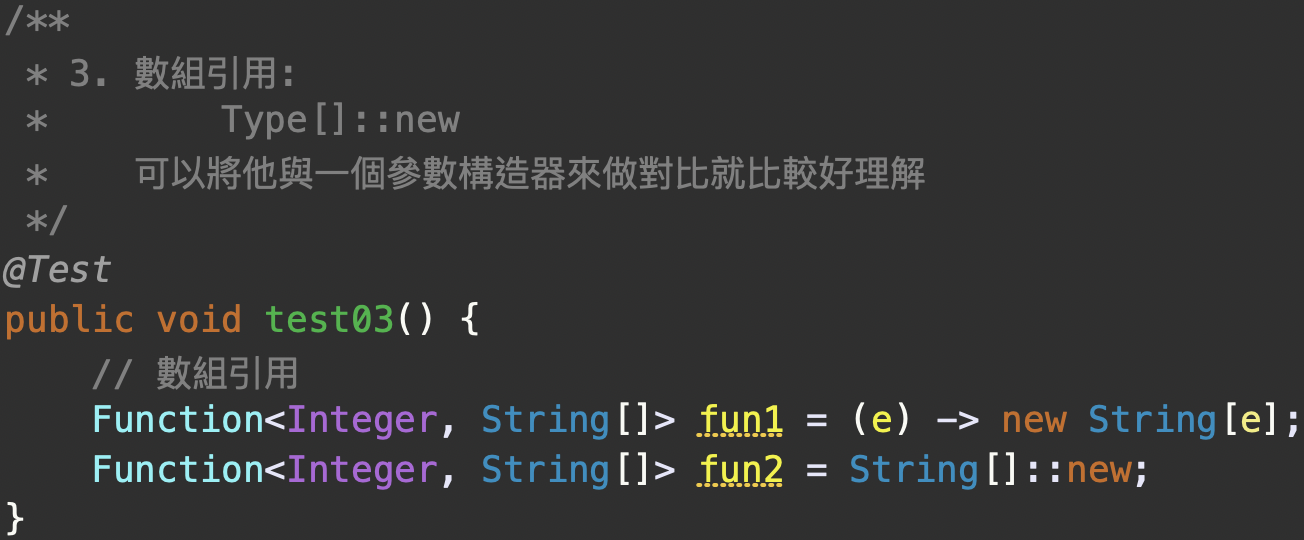 /**
 * 3. 數組引用:
 *        Type[]::new
 *    可以將他與一個參數構造器來做對比就比較好理解
 */
@Test
public void test03() {
    // 數組引用
    Function<Integer, String[]> fun1 = (e) -> new String[e];
    Function<Integer, String[]> fun2 = String[]::new;
}